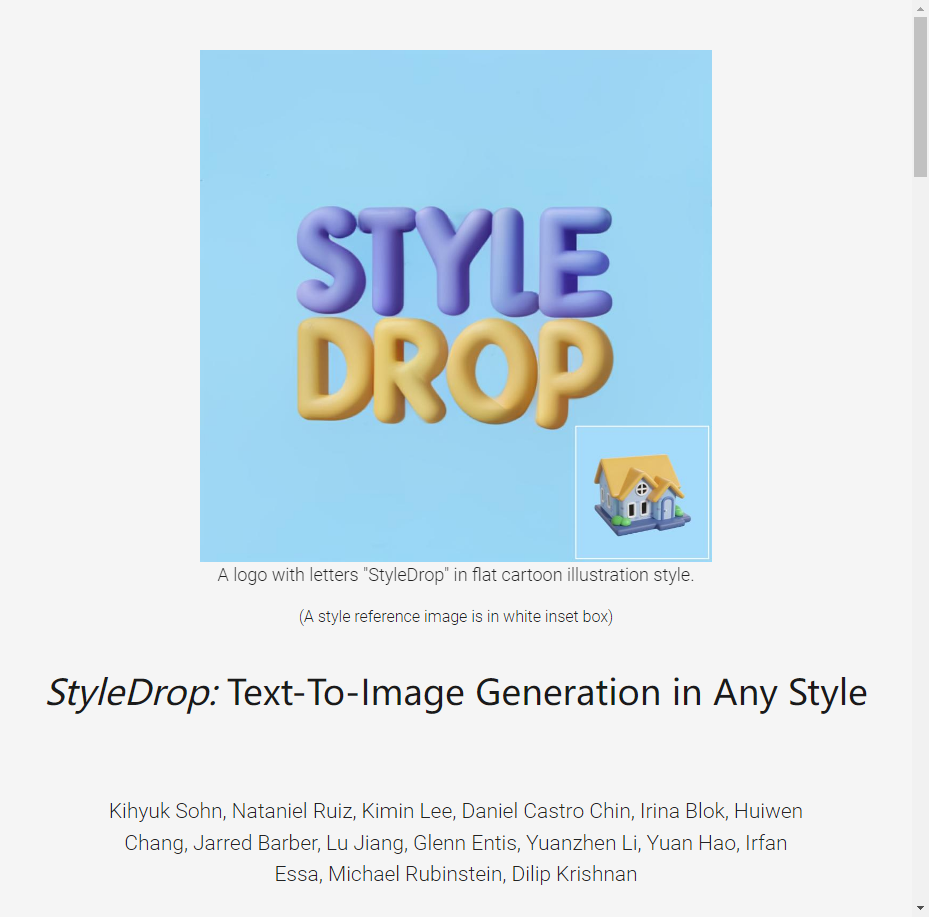 STYLE
DROP
A logo with letters "StyleDrop" in flat cartoon illustration style.
(A style reference image is in white inset box)
StyleDrop: Text-To-Image Generation in Any Style
Kihyuk Sohn, Nataniel Ruiz, Kimin Lee, Daniel Castro Chin, Irina Blok, Huiwen
Chang, Jarred Barber, Lu Jiang, Glenn Entis, Yuanzhen Li, Yuan Hao, Irfan
Essa, Michael Rubinstein, Dilip Krishnan